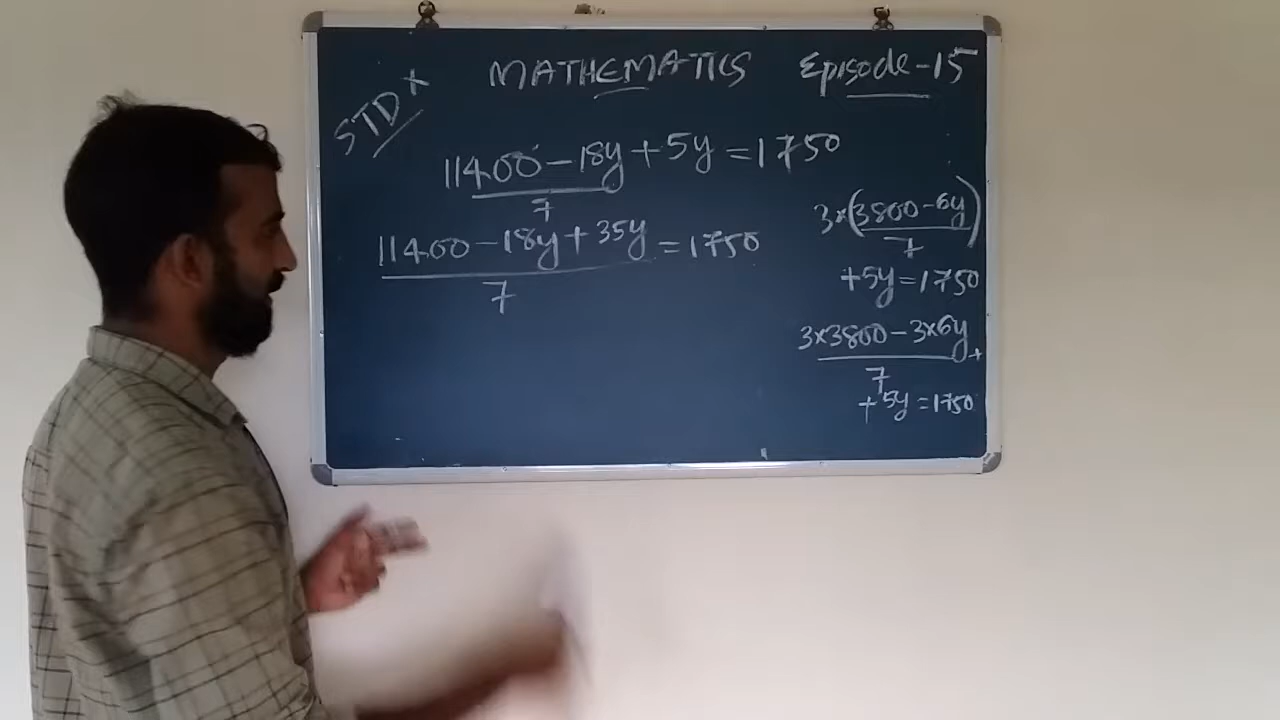 MATHEMATICS Episode-15
STD X
11400-18y/7 + 5y = 1750
11400-18y+35y/7 = 1750
3×(3800-6y/7)
+5y=1750
3×3800-3×6y/7 +
+5y=1750